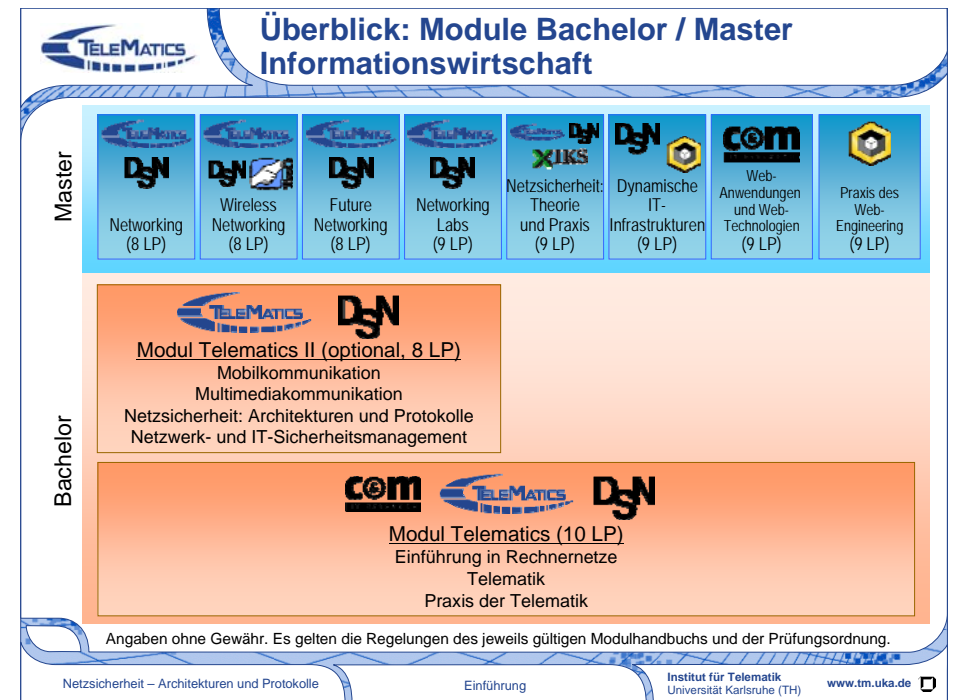 TELEMATICS
Überblick: Module Bachelor / Master
Informationswirtschaft
Master
TELEMATICS
DSN
Networking
(8 LP)
TELEMATICS
DSN
Wireless
Networking
(8 LP)
TELEMATICS
DSN
Future
Networking
(8 LP)
TELEMATICS
DSN
Networking
Labs
(9 LP)
TELEMATICS DSN
IKS
Netzsicherheit:
Theorie
und Praxis
(9 LP)
DSN
Dynamische
IT-
Infrastrukturen
(9 LP)
com
Web-
Anwendungen
und Web-
Technologien
(9 LP)
Praxis des
Web-
Engineering
(9 LP)
Bachelor
TELEMATICS DSN
Modul Telematics II (optional, 8 LP)
Mobilkommunikation
Multimediakommunikation
Netzsicherheit: Architekturen und Protokolle
Netzwerk- und IT-Sicherheitsmanagement
com TELEMATICS DSN
Modul Telematics (10 LP)
Einführung in Rechnernetze
Telematik
Praxis der Telematik
Angaben ohne Gewähr. Es gelten die Regelungen des jeweils gültigen Modulhandbuchs und der Prüfungsordnung.
Netzsicherheit – Architekturen und Protokolle
Einführung
Institut für Telematik
Universität Karlsruhe (TH)
www.tm.uka.de